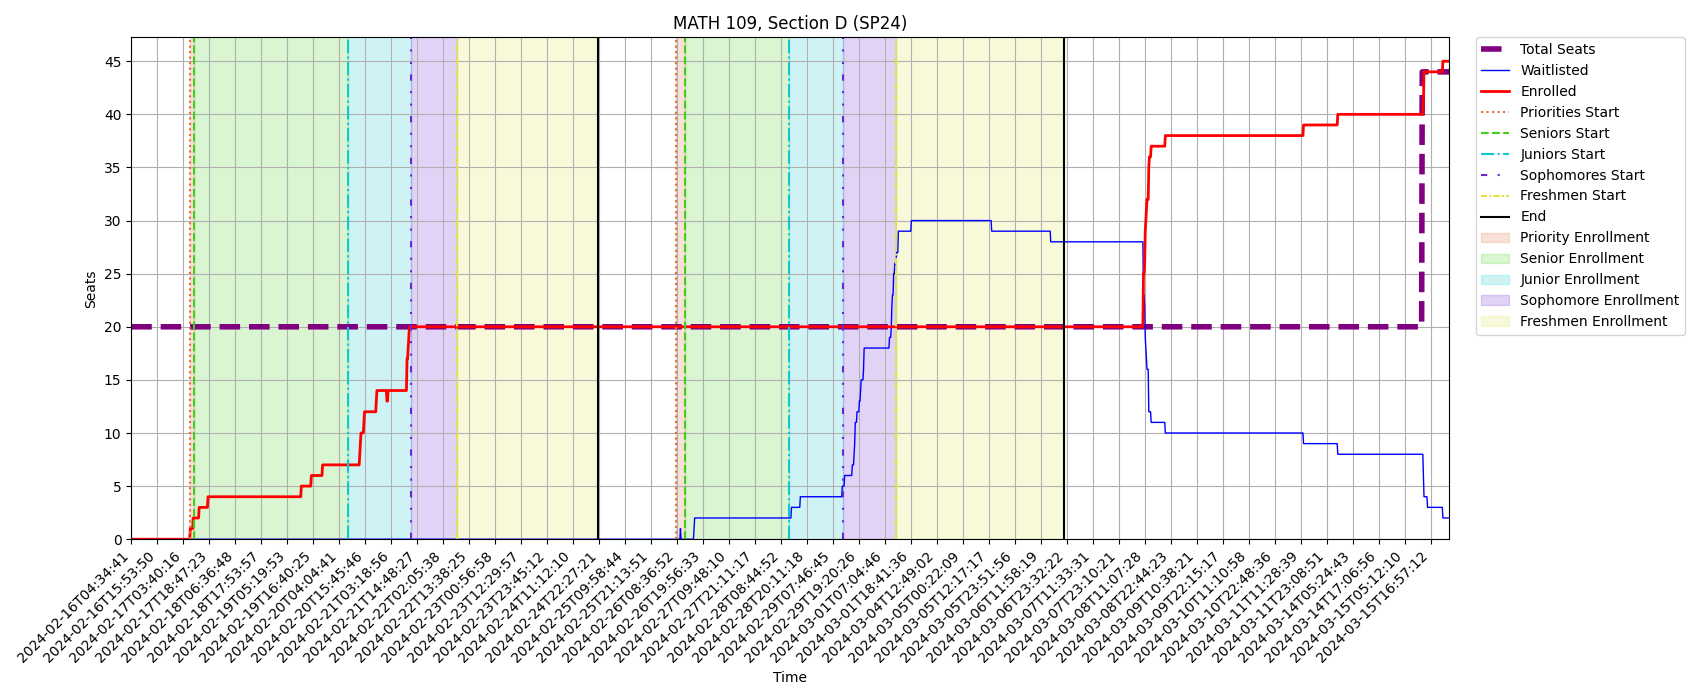 MATH 109, Section D (SP24)
Seats
45
40
35
30
25
20
15
10
5
0
2024-02-16T04:34:41
2024-02-16T15:53:50
2024-02-17T03:40:16
2024-02-17T18:47:23
2024-02-18T06:36:48
2024-02-18T17:53:57
2024-02-19T05:19:53
2024-02-19T16:40:25
2024-02-20T04:04:41
2024-02-20T15:45:46
2024-02-21T03:18:56
2024-02-21T14:48:27
2024-02-22T02:05:38
2024-02-22T13:38:25
2024-02-23T00:56:58
2024-02-23T12:29:57
2024-02-23T23:45:12
2024-02-24T11:12:10
2024-02-24T22:27:21
2024-02-25T09:58:44
2024-02-25T21:13:51
2024-02-26T08:36:52
2024-02-26T19:56:33
2024-02-27T09:48:10
2024-02-27T21:11:17
2024-02-28T08:44:52
2024-02-28T20:11:18
2024-02-29T07:46:45
2024-02-29T19:20:26
2024-03-01T07:04:46
2024-03-01T18:41:36
2024-03-04T12:49:02
2024-03-05T00:22:09
2024-03-05T12:17:17
2024-03-05T23:51:56
2024-03-06T11:58:19
2024-03-06T23:32:22
2024-03-07T11:33:31
2024-03-07T23:10:21
2024-03-08T11:07:28
2024-03-08T22:44:23
2024-03-09T10:38:21
2024-03-09T22:15:17
2024-03-10T11:10:58
2024-03-10T22:48:36
2024-03-11T11:28:39
2024-03-11T23:08:51
2024-03-14T05:24:43
2024-03-14T17:06:56
2024-03-15T05:12:10
2024-03-15T16:57:12
Time
Total Seats
Waitlisted
Enrolled
Priorities Start
Seniors Start
Juniors Start
Sophomores Start
Freshmen Start
End
Priority Enrollment
Senior Enrollment
Junior Enrollment
Sophomore Enrollment
Freshmen Enrollment